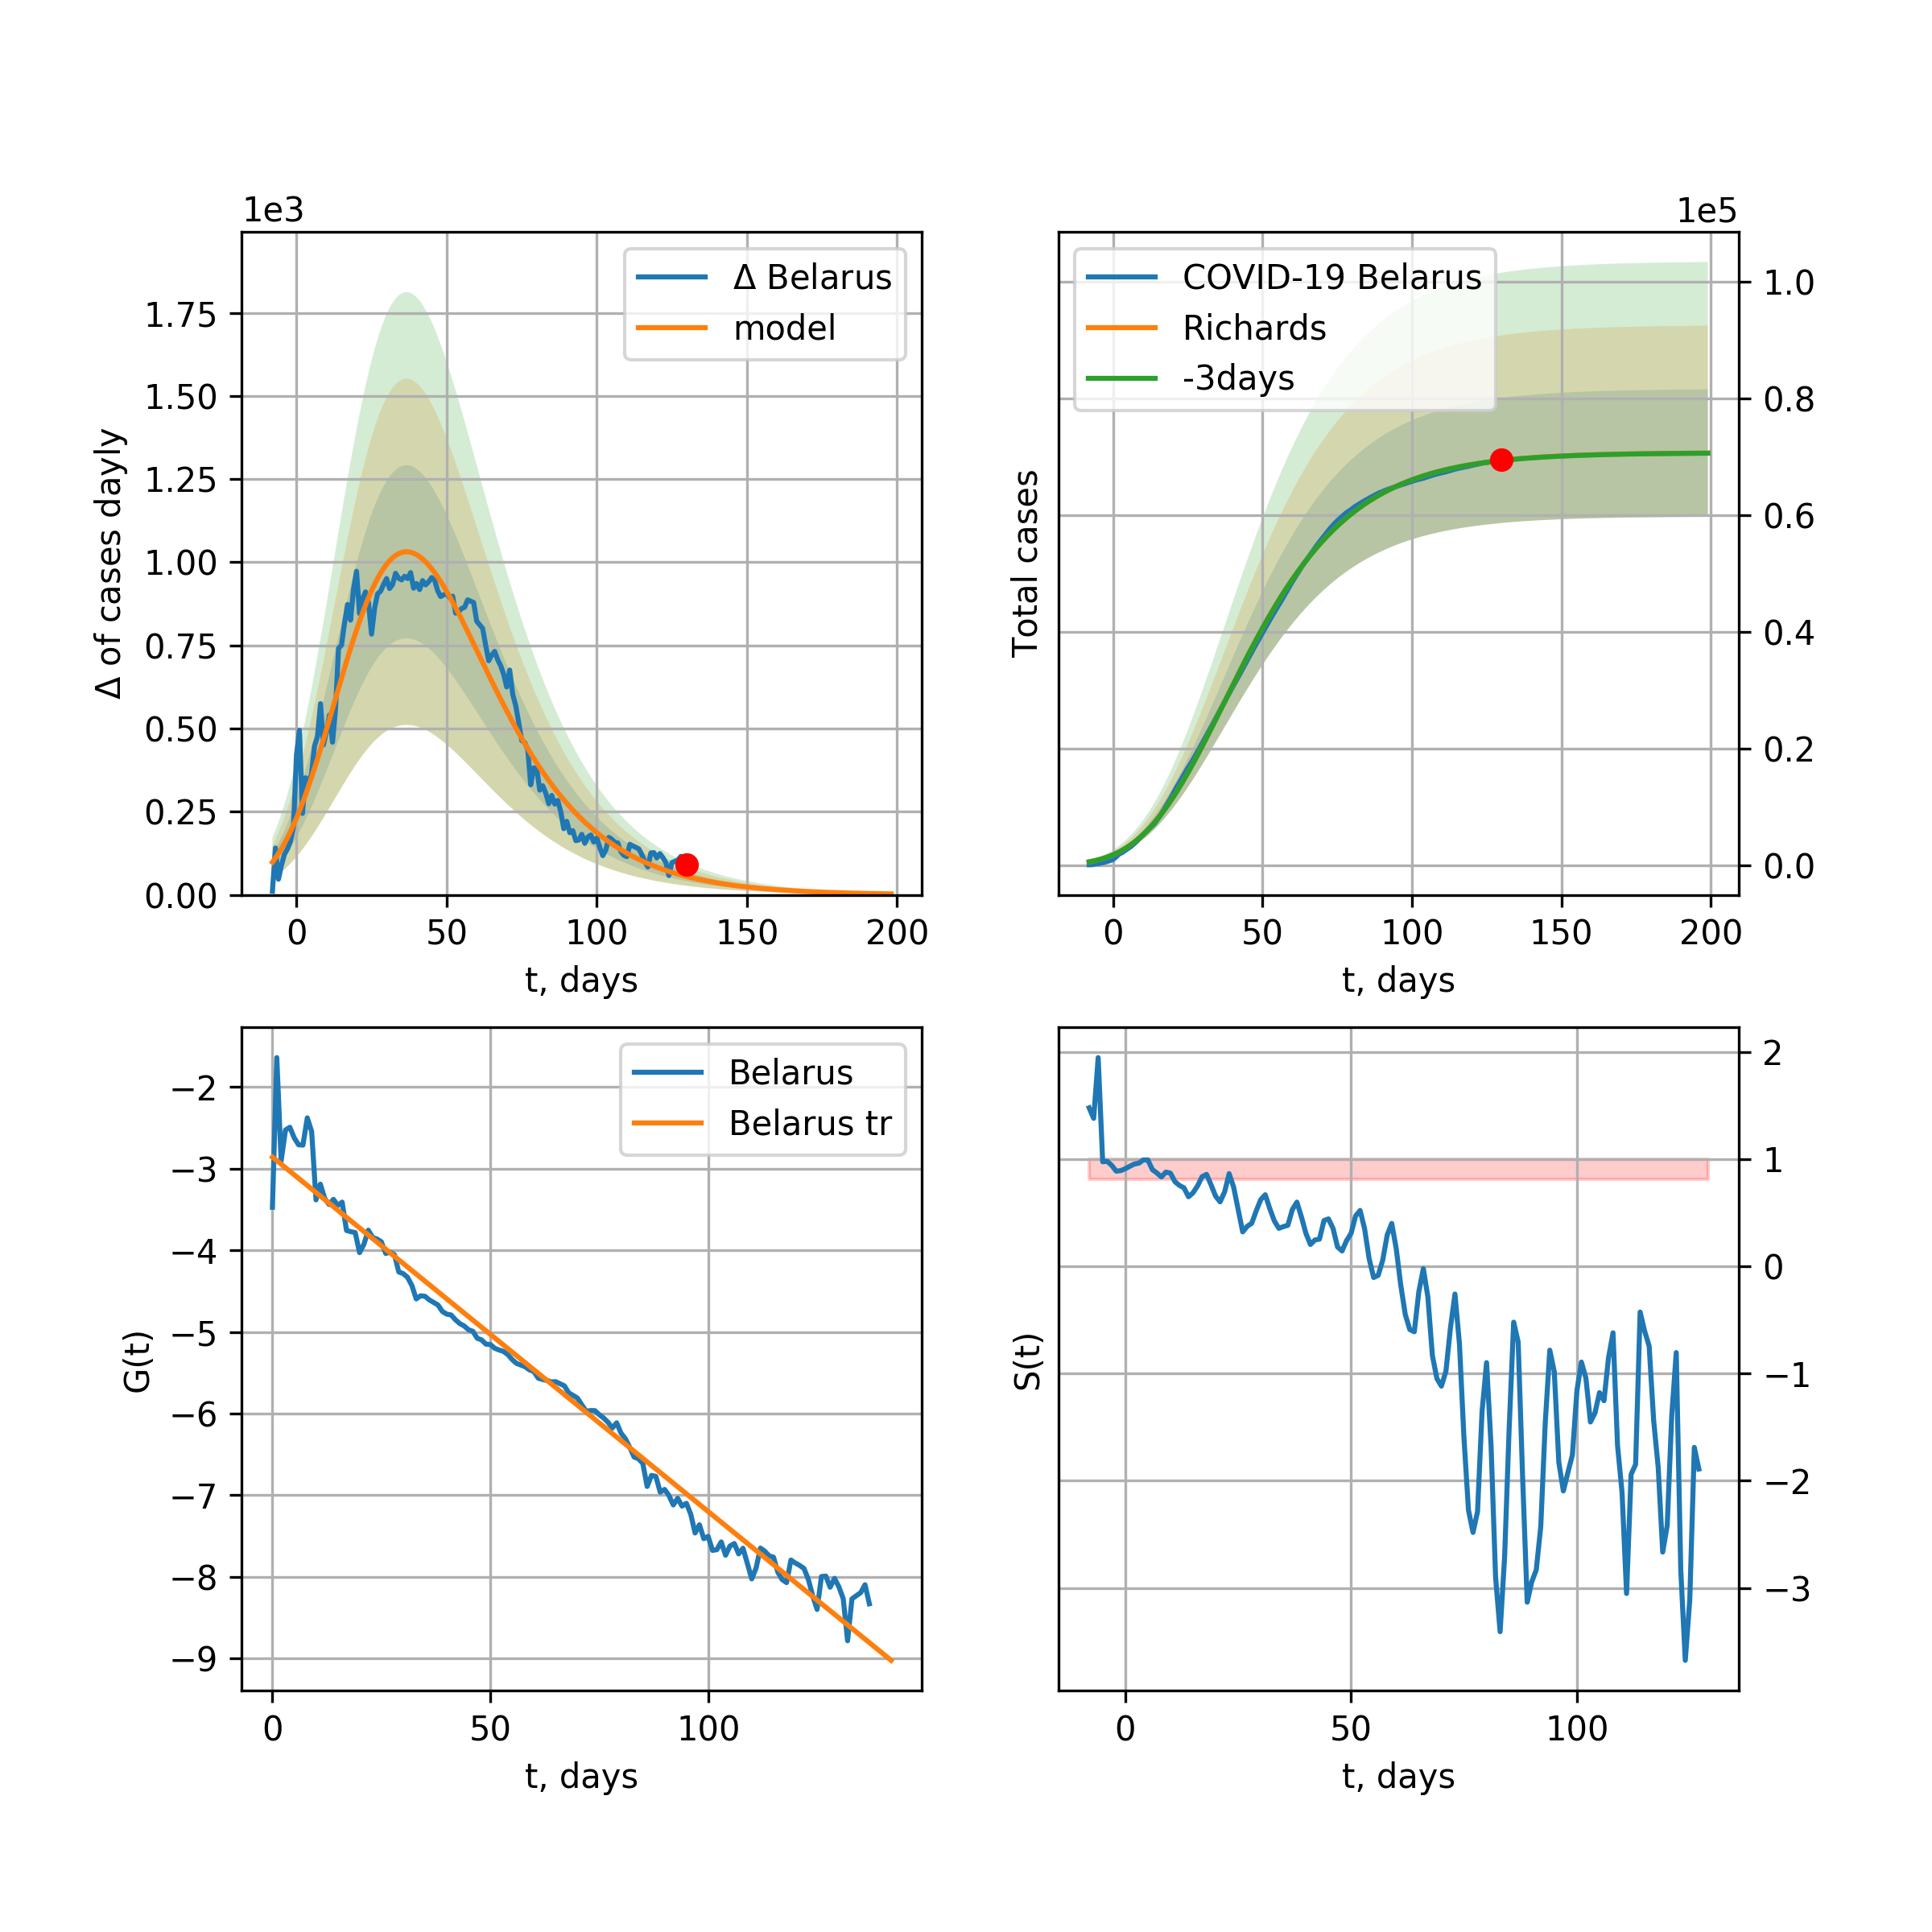 1e3
Δ Belarus
model
1.75
1.50
1.25
1.00
0.75
0.50
0.25
0.00
Δ of cases dayly
0 50 100 150 200
t, days
1e5
COVID-19 Belarus
Richards
-3days
1.0
0.8
0.6
0.4
0.2
0.0
Total cases
0 50 100 150 200
t, days
Belarus
Belarus tr
−2
−3
−4
−5
−6
−7
−8
−9
G(t)
0 50 100
t, days
2
1
0
−1
−2
−3
S(t)
0 50 100
t, days